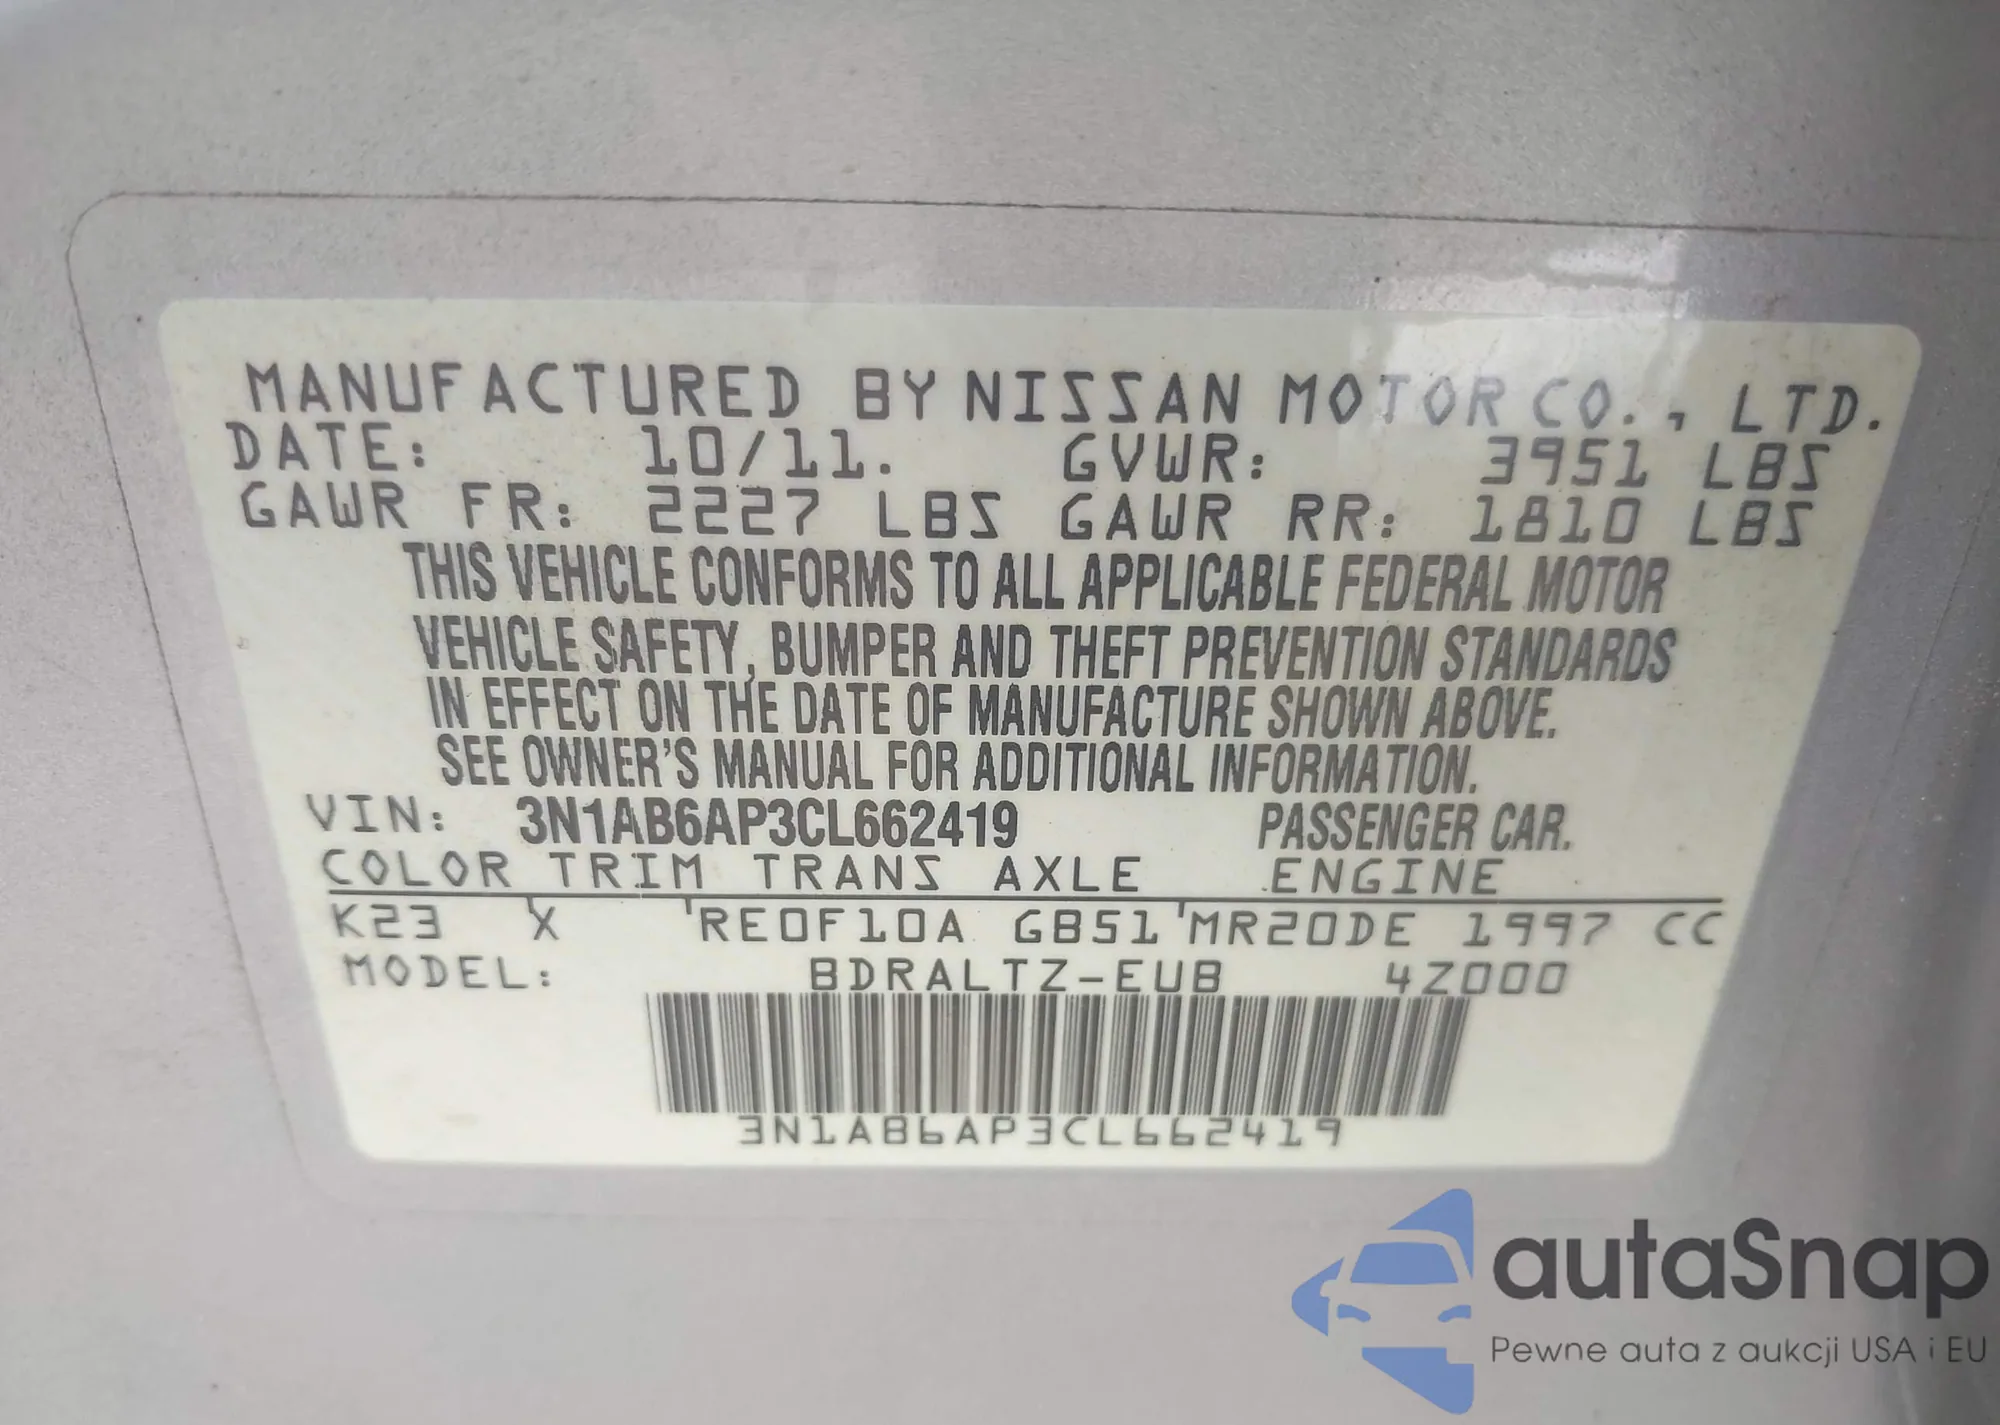 MANUFACTURED BY NISSAN MOTOR CO., LTD.
DATE: 10/11. GVWR: 3951 LBS
GAWR FR: 2227 LBS GAWR RR: 1810 LBS
THIS VEHICLE CONFORMS TO ALL APPLICABLE FEDERAL MOTOR
VEHICLE SAFETY, BUMPER AND THEFT PREVENTION STANDARDS
IN EFFECT ON THE DATE OF MANUFACTURE SHOWN ABOVE.
SEE OWNER'S MANUAL FOR ADDITIONAL INFORMATION.
VIN: 3N1AB6AP3CL662419 PASSENGER CAR.
COLOR TRIM TRANS AXLE ENGINE
K23 X RE0F10A GB51 MR20DE 1997 CC
MODEL: BDRALTZ-EUB 4Z000
3N1AB6AP3CL662419
autaSnap
Pewne auta z aukcji USA i EU